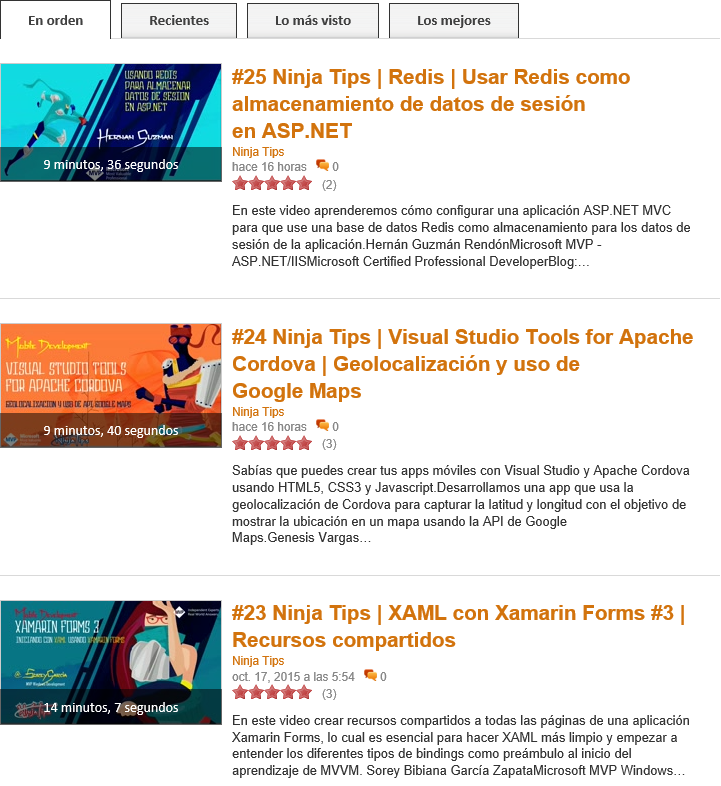 En orden
Recientes
Lo más visto
Los mejores
USANDO REDIS
PARA ALMACENAR
DATOS DE SESION
EN ASP.NET
HERNAN GUZMAN
9 minutos, 36 segundos
#25 Ninja Tips | Redis | Usar Redis como
almacenamiento de datos de sesión
en ASP.NET
Ninja Tips
hace 16 horas 0
(2)
En este video aprenderemos cómo configurar una aplicación ASP.NET MVC
para que use una base de datos Redis como almacenamiento para los datos de
sesión de la aplicación.Hernán Guzmán RendónMicrosoft MVP -
ASP.NET/IISMicrosoft Certified Professional DeveloperBlog:…
Mobile Development
VISUAL STUDIO TOOLS
FOR APACHE CORDOVA
GEOLOCALIZACION Y USO DE API GOOGLE MAPS
9 minutos, 40 segundos
#24 Ninja Tips | Visual Studio Tools for Apache
Cordova | Geolocalización y uso de
Google Maps
Ninja Tips
hace 16 horas 0
(3)
Sabías que puedes crear tus apps móviles con Visual Studio y Apache Cordova
usando HTML5, CSS3 y Javascript.Desarrollamos una app que usa la
geolocalización de Cordova para capturar la latitud y longitud con el objetivo de
mostrar la ubicación en un mapa usando la API de Google
Maps.Genesis Vargas…
Mobile Development
XAMARIN FORMS 3
INICIANDO CON XAML USANDO XAMARIN FORMS
Independent Experts
Real World Answers
Sorey García
MVP Windows Development
14 minutos, 7 segundos
#23 Ninja Tips | XAML con Xamarin Forms #3 |
Recursos compartidos
Ninja Tips
oct. 17, 2015 a las 5:54 0
(3)
En este video crear recursos compartidos a todas las páginas de una aplicación
Xamarin Forms, lo cual es esencial para hacer XAML más limpio y empezar a
entender los diferentes tipos de bindings como preámbulo al inicio del
aprendizaje de MVVM. Sorey Bibiana García ZapataMicrosoft MVP Windows…